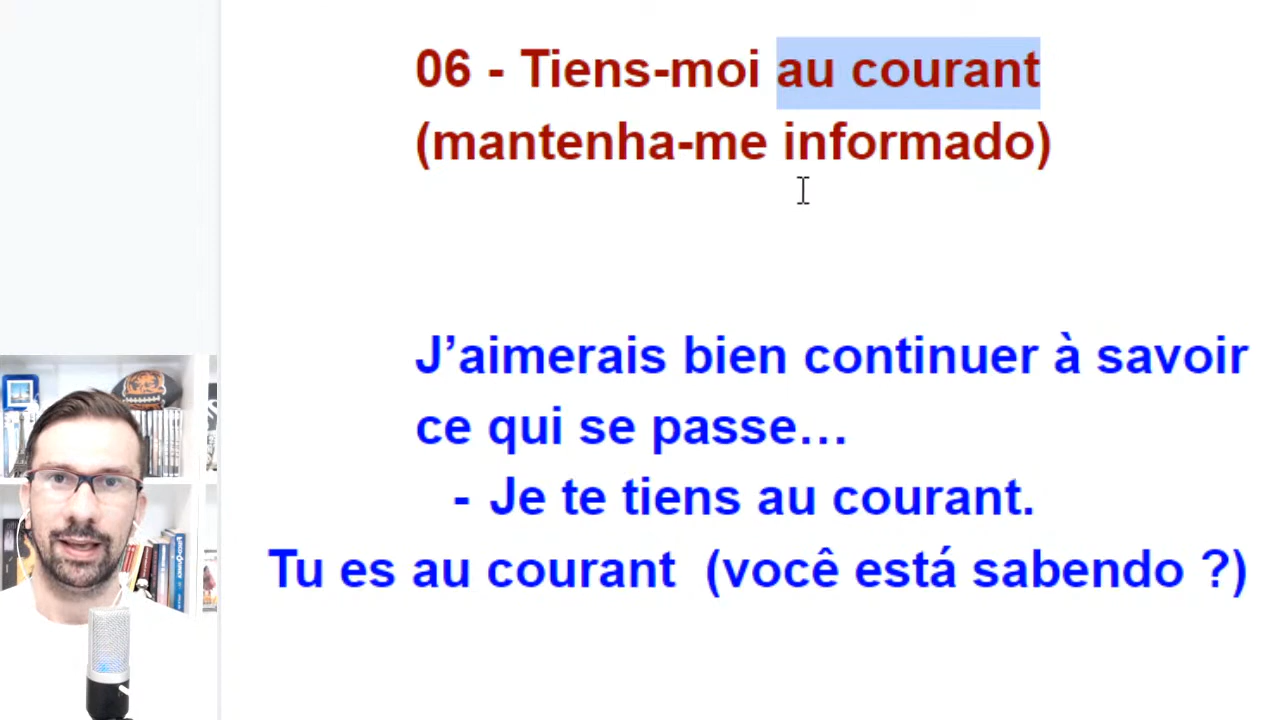 06 - Tiens-moi au courant
(mantenha-me informado)
J’aimerais bien continuer à savoir
ce qui se passe…
- Je te tiens au courant.
Tu es au courant  (você está sabendo ?)